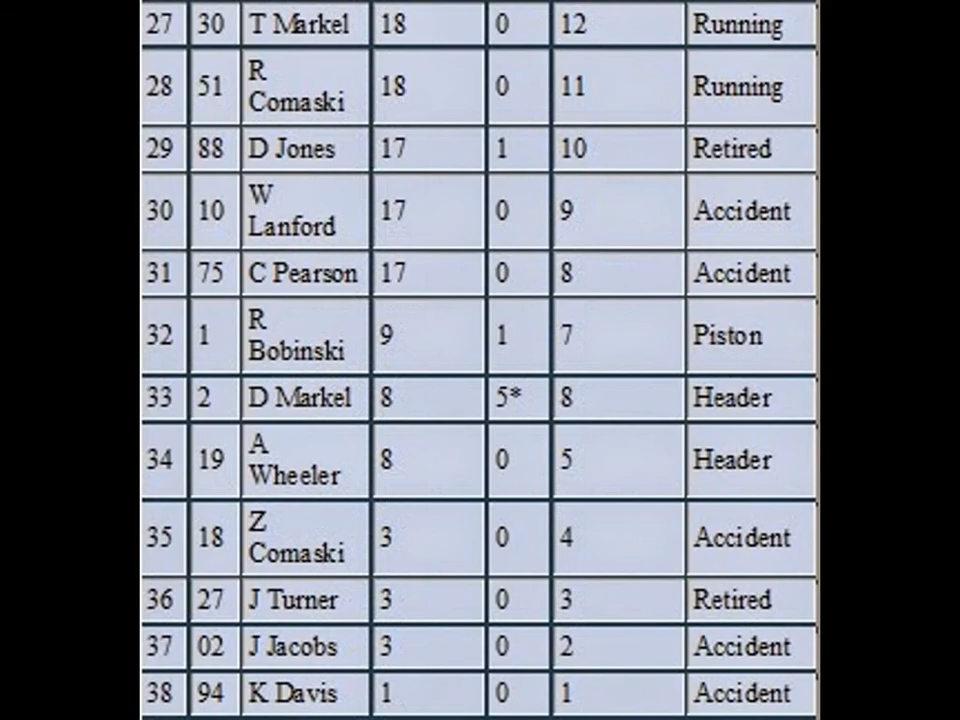 27 30 T Markel 18 0 12 Running
28 51 R Comaski 18 0 11 Running
29 88 D Jones 17 1 10 Retired
30 10 W Lanford 17 0 9 Accident
31 75 C Pearson 17 0 8 Accident
32 1 R Bobinski 9 1 7 Piston
33 2 D Markel 8 5* 8 Header
34 19 A Wheeler 8 0 5 Header
35 18 Z Comaski 3 0 4 Accident
36 27 J Turner 3 0 3 Retired
37 02 J Jacobs 3 0 2 Accident
38 94 K Davis 1 0 1 Accident